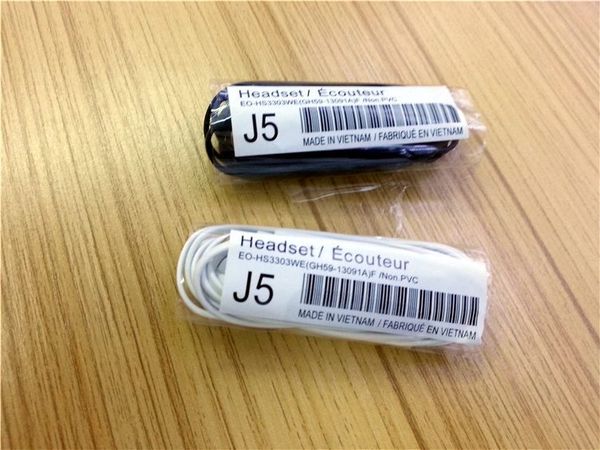 Headset / Écouteur
EO-HS3303WE(GH59-13091A)F /Non.PVC
J5
MADE IN VIETNAM / FABRIQUÉ EN VIETNAM
Headset / Écouteur
EO-HS3303WE(GH59-13091A)F /Non.PVC
J5
MADE IN VIETNAM / FABRIQUÉ EN VIETNAM